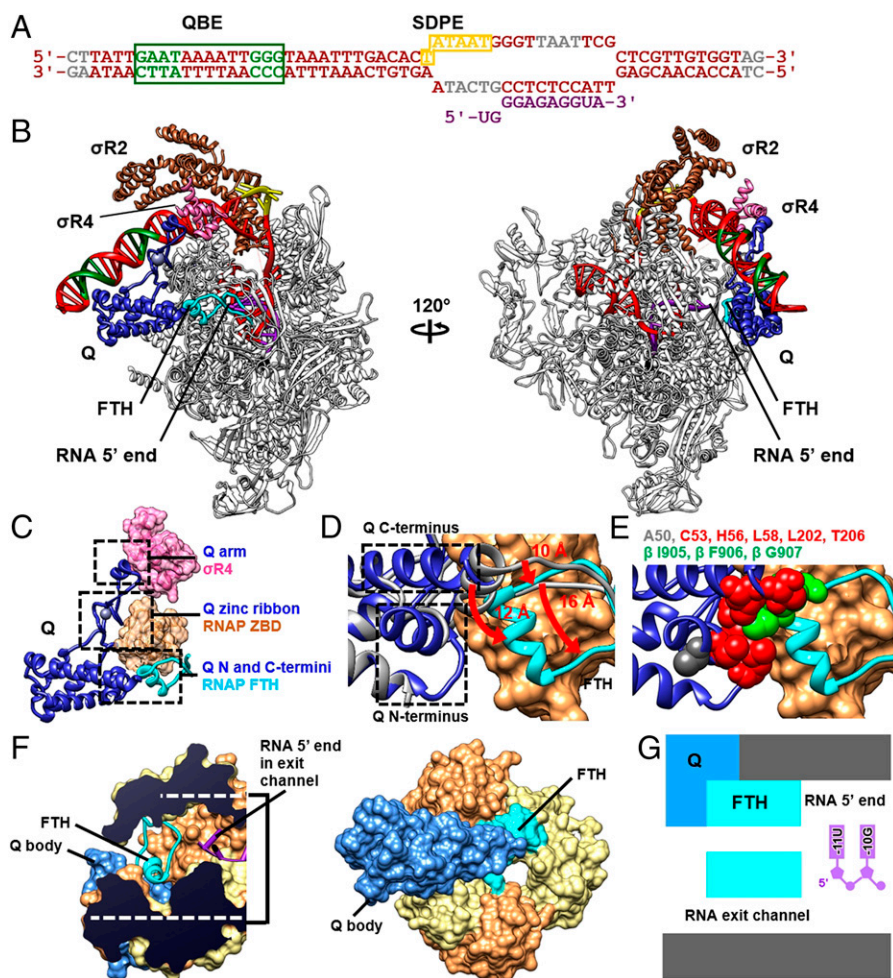 A
QBE
SDPE
5'-CTTATTGAATAAAATTGGGTAAATTTGACACTATAATGGGTTAATTCG CTCGTTGTGGTAG-3'
3'-GAATAACTTATTTTAACCCATTTAAACTGTGA GAGCAACACCATC-5'
ATACTGCCTCTCCATT
GGAGAGGUA-3'
5'-UG
B
σR2
σR4
Q
FTH
RNA 5' end
120°
σR2
σR4
Q
FTH
RNA 5' end
C
Q arm
σR4
Q
Q zinc ribbon
RNAP ZBD
Q N and C-termini
RNAP FTH
D
Q C-terminus
10 Å
12 Å
16 Å
FTH
Q N-terminus
E
A50, C53, H56, L58, L202, T206
β I905, β F906, β G907
F
RNA 5' end
in exit
channel
FTH
Q body
FTH
Q body
G
Q
FTH
RNA 5' end
-11U
-10G
5'
RNA exit channel